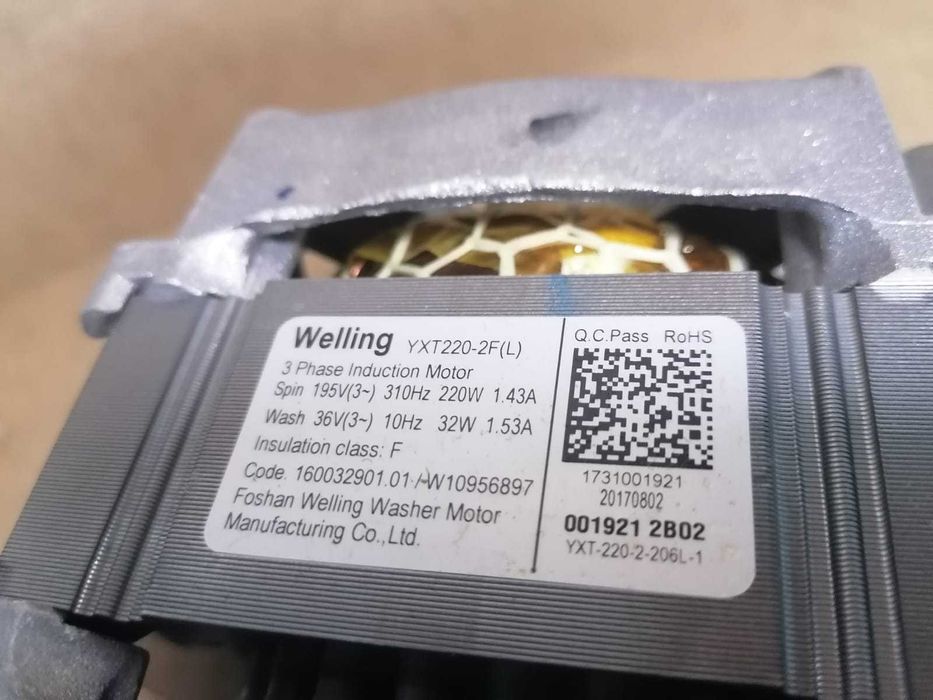 Welling YXT220-2F(L)
3 Phase Induction Motor
Spin 195V(3~) 310Hz 220W 1.43A
Wash 36V(3~) 10Hz 32W 1.53A
Insulation class: F
Code. 160032901.01 /-W10956897
Foshan Welling Washer Motor
Manufacturing Co.,Ltd.
Q.C.Pass RoHS
1731001921
20170802
001921 2B02
YXT-220-2-206L-1